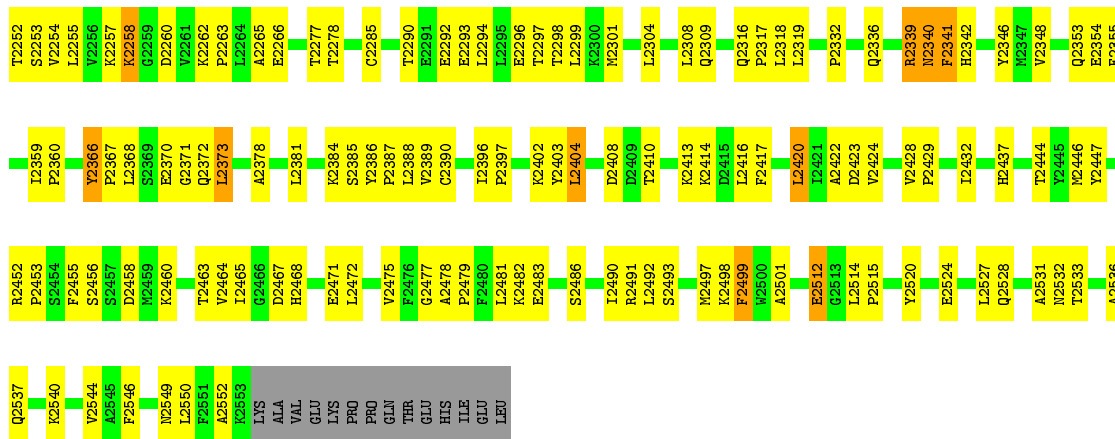 T2252 S2253 V2254 L2255 V2256 K2257 K2258 G2259 D2260 V2261 K2262 P2263 L2264 A2265 E2266 T2277 T2278 C2285 T2290 E2291 E2292 E2293 L2294 L2295 E2296 T2297 T2298 L2299 K2300 M2301 L2304 L2308 Q2309 Q2316 P2317 L2318 L2319 P2332 Q2336 R2339 N2340 F2341 H2342 Y2346 M2347 V2348 Q2353 E2354
I2359 P2360 Y2366 P2367 L2368 S2369 E2370 G2371 Q2372 L2373 A2378 L2381 K2384 S2385 Y2386 P2387 L2388 V2389 C2390 I2396 P2397 K2402 Y2403 L2404 D2408 D2409 T2410 K2413 K2414 D2415 L2416 F2417 L2420 I2421 A2422 D2423 V2424 V2428 P2429 I2432 H2437 T2444 Y2445 M2446 Y2447
R2452 P2453 S2454 F2455 S2456 S2457 D2458 M2459 K2460 T2463 V2464 I2465 G2466 D2467 H2468 E2471 L2472 V2475 F2476 G2477 A2478 P2479 F2480 L2481 K2482 E2483 S2486 I2490 R2491 L2492 S2493 M2497 K2498 F2499 W2500 A2501 E2512 G2513 L2514 P2515 Y2520 E2524 L2527 Q2528 A2531 N2532 T2533 A2536
Q2537 K2540 V2544 A2545 F2546 N2549 L2550 F2551 A2552 K2553 LYS ALA VAL GLU LYS PRO PRO GLN THR GLU HIS ILE GLU LEU